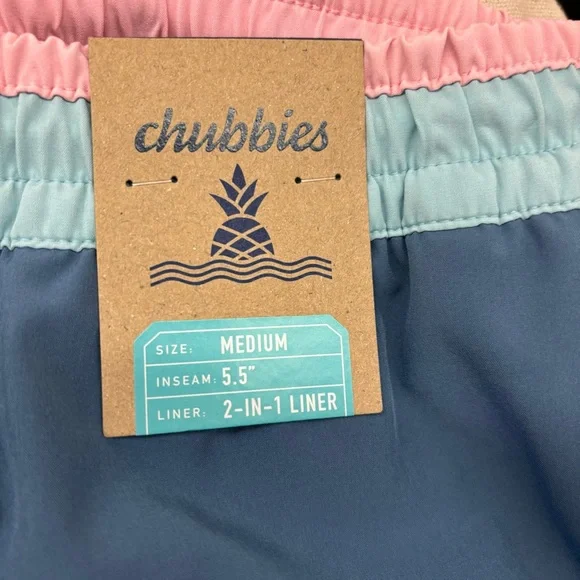 chubbies
SIZE: MEDIUM
INSEAM: 5.5"
LINER: 2-IN-1 LINER